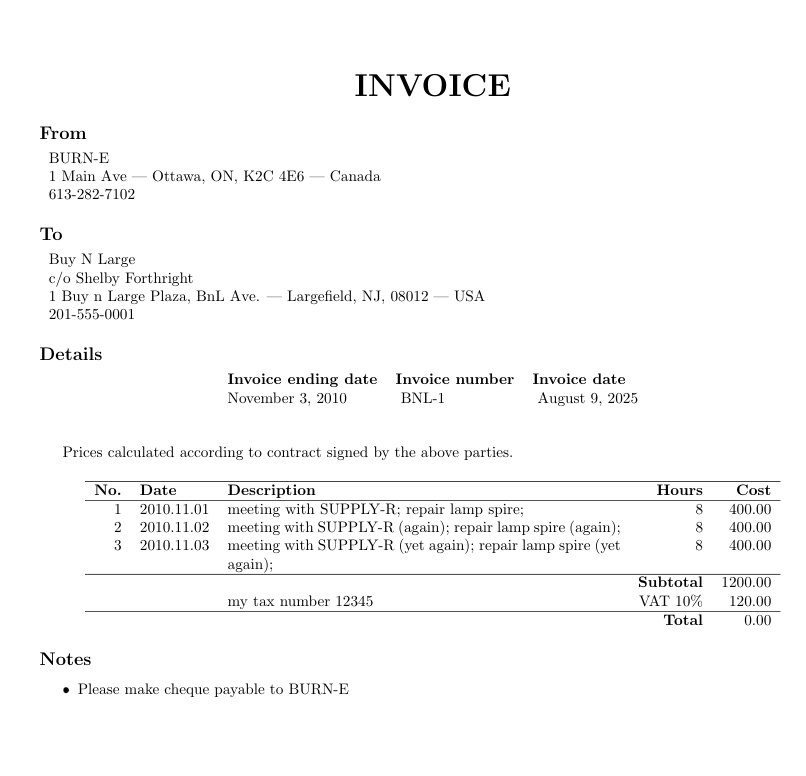 INVOICE
From
BURN-E
1 Main Ave — Ottawa, ON, K2C 4E6 — Canada
613-282-7102
To
Buy N Large
c/o Shelby Forthright
1 Buy n Large Plaza, BnL Ave. — Largefield, NJ, 08012 — USA
201-555-0001
Details
Invoice ending date Invoice number Invoice date
November 3, 2010 BNL-1 August 9, 2025
Prices calculated according to contract signed by the above parties.
No. Date Description Hours Cost
1 2010.11.01 meeting with SUPPLY-R; repair lamp spire; 8 400.00
2 2010.11.02 meeting with SUPPLY-R (again); repair lamp spire (again); 8 400.00
3 2010.11.03 meeting with SUPPLY-R (yet again); repair lamp spire (yet 8 400.00
again);
Subtotal 1200.00
my tax number 12345 VAT 10% 120.00
Total 0.00
Notes
• Please make cheque payable to BURN-E